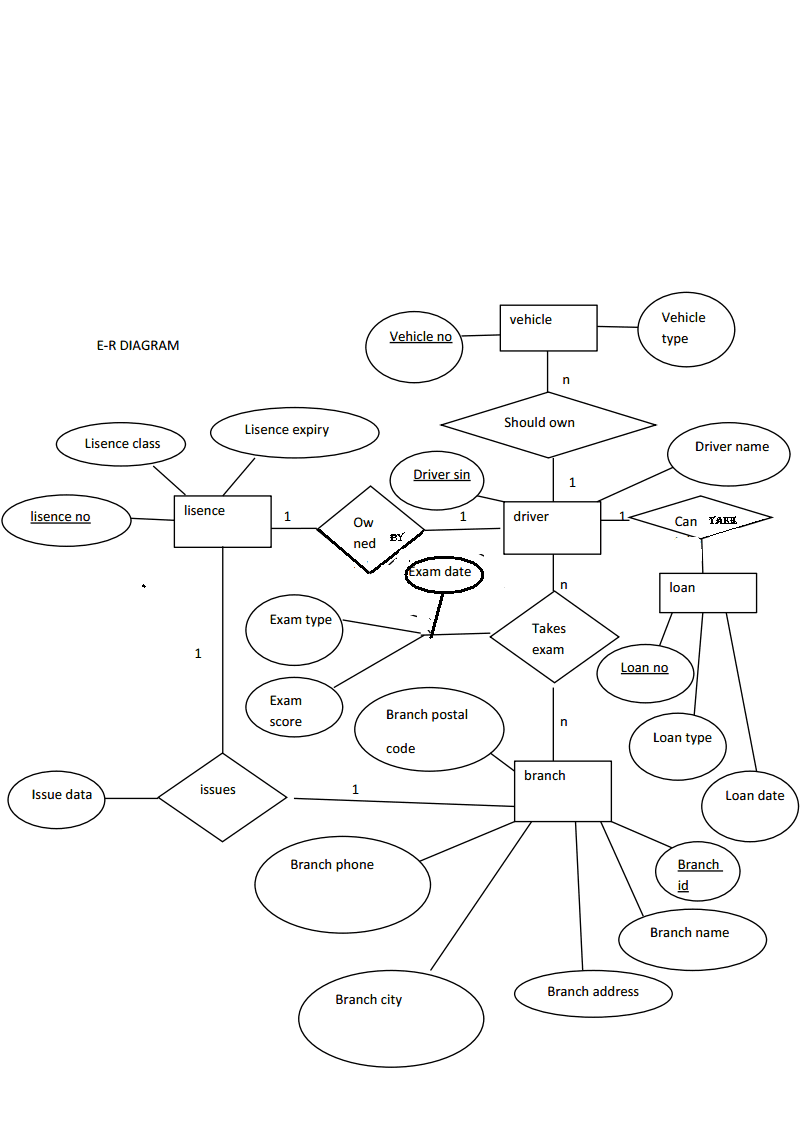 vehicle
Vehicle no
Vehicle
type
E-R DIAGRAM
n
Should own
Lisence class
Lisence expiry
Driver name
Driver sin
1
lisence no
lisence
1
Ow
ned
BY
1
driver
1
Can
TAKE
Exam date
n
loan
Exam type
Takes
exam
1
Loan no
Exam
score
Branch postal
code
n
Loan type
branch
issues
1
Issue data
Loan date
Branch phone
Branch
id
Branch name
Branch city
Branch address